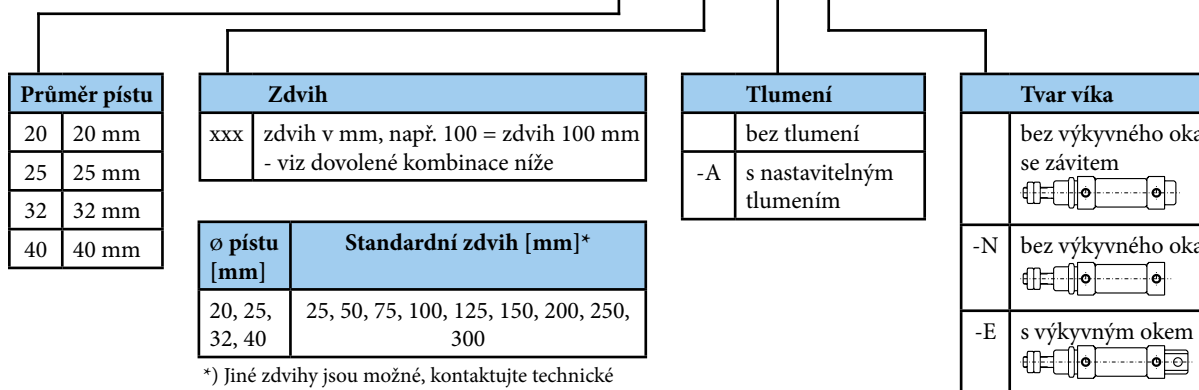 Průměr pístu
20 20 mm
25 25 mm
32 32 mm
40 40 mm
Zdvih
xxx zdvih v mm, např. 100 = zdvih 100 mm
- viz dovolené kombinace níže
ø pístu
[mm]
Standardní zdvih [mm]*
20, 25,
32, 40
25, 50, 75, 100, 125, 150, 200, 250,
300
*) Jiné zdvihy jsou možné, kontaktujte technické
Tlumení
bez tlumení
-A s nastavitelným
tlumením
Tvar víka
bez výkyvného oka
se závitem
-N bez výkyvného oka
-E s výkyvným okem